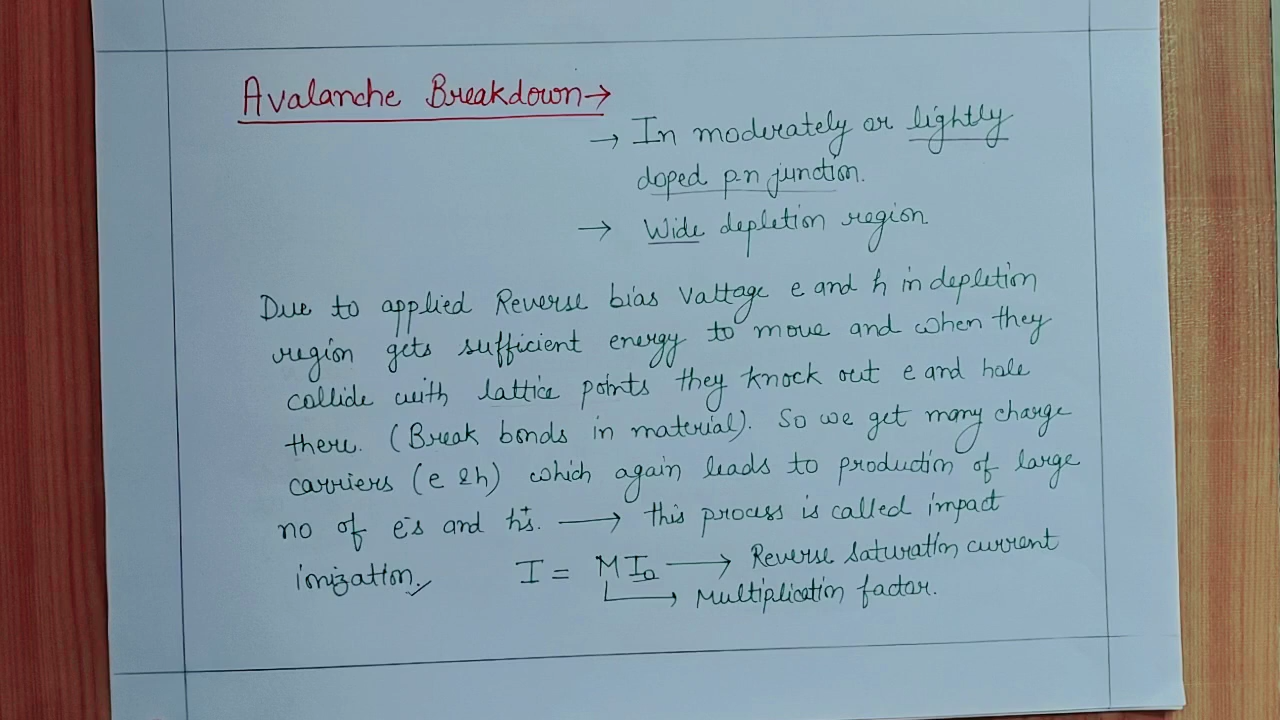 Avalanche Breakdown→
→ In moderately or lightly
doped p-n junction.
→ Wide depletion region
Due to applied Reverse bias Valtage e and h in depletion
region gets sufficient energy to move and when they
collide with lattice points they knock out e and hale
there. (Break bonds in material). So we get many charge
carriers (e & h) which again leads to production of large
no of e⁻s and h⁺s. → this process is called impact
ionization. I = M I₀ → Reverse saturation current
→ Multiplication factor.